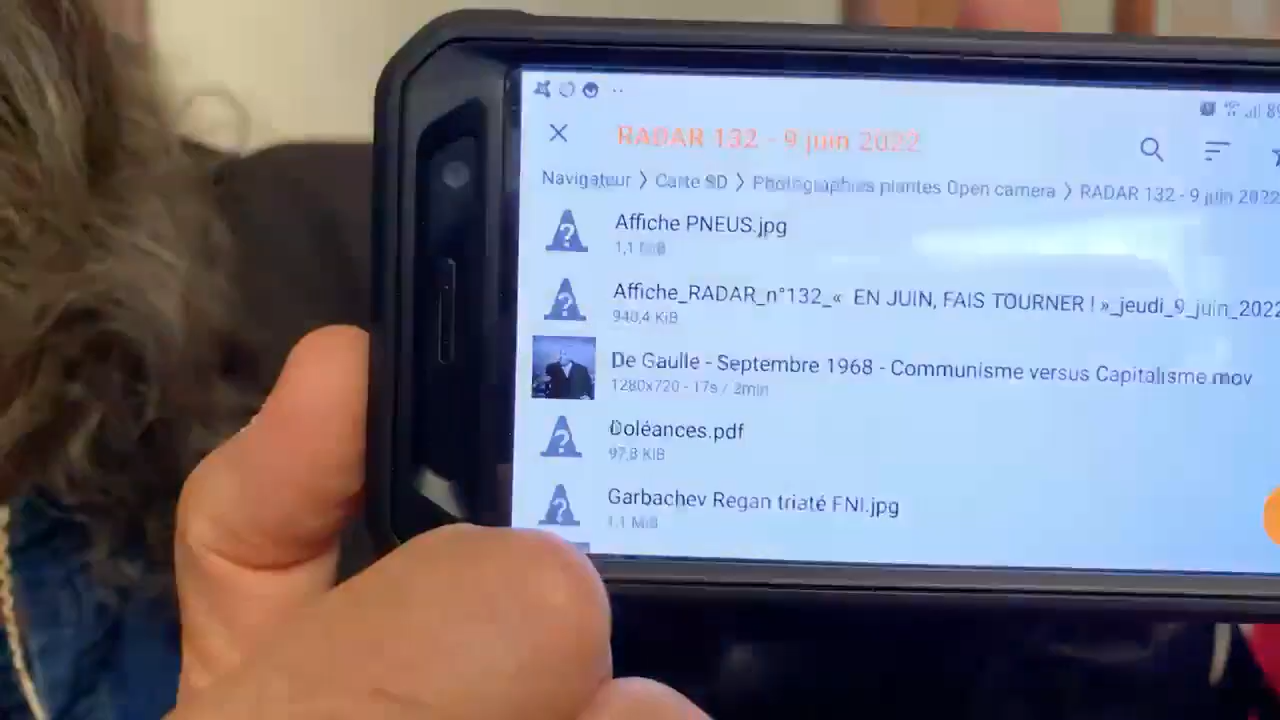 89
RADAR 132 - 9 juin 2022
Navigateur > Carte SD > Photographies plantes Open camera > RADAR 132 - 9 juin 2022
Affiche PNEUS.jpg
1,1 MiB
Affiche_RADAR_n°132_« EN JUIN, FAIS TOURNER ! »_jeudi_9_juin_2022
940,4 KiB
De Gaulle - Septembre 1968 - Communisme versus Capitalisme.mov
1280x720 - 17s / 2min
Doléances.pdf
97,8 KiB
Garbachev Regan triaté FNI.jpg
1,1 MiB